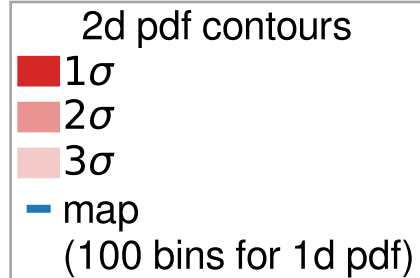 2d pdf contours
1σ
2σ
3σ
map
(100 bins for 1d pdf)